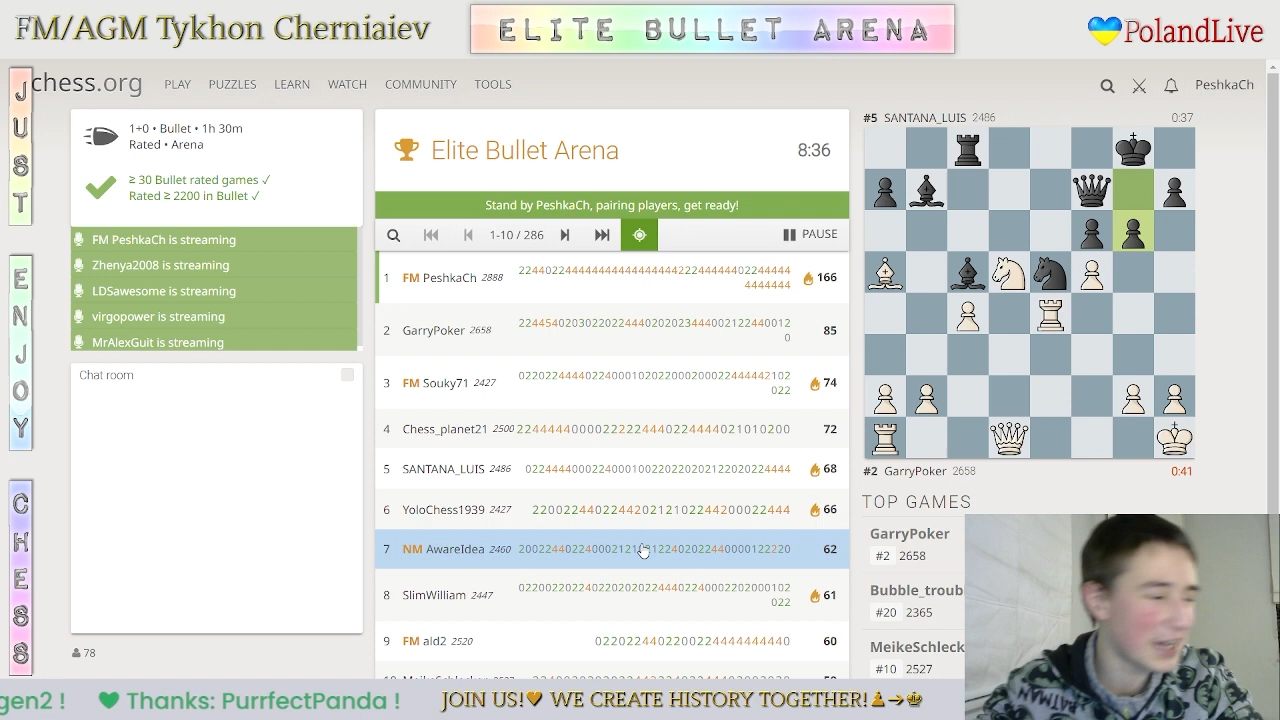 FM/AGM Tykhon Cherniaiev
ELITE BULLET ARENA
PolandLive
JUST
ENJOY
CHESS
chess.org
PLAY
PUZZLES
LEARN
WATCH
COMMUNITY
TOOLS
PeshkaCh
1+0 • Bullet • 1h 30m
Rated • Arena
≥ 30 Bullet rated games ✓
Rated ≥ 2200 in Bullet ✓
FM PeshkaCh is streaming
Zhenya2008 is streaming
LDSawesome is streaming
virgopower is streaming
MrAlexGuit is streaming
Chat room
78
Elite Bullet Arena
8:36
Stand by PeshkaCh, pairing players, get ready!
1-10 / 286
PAUSE
1 FM PeshkaCh 2888
166
2 GarryPoker 2658
85
3 FM Souky71 2427
74
4 Chess_planet21 2500
72
5 SANTANA_LUIS 2486
68
6 YoloChess1939 2427
66
7 NM AwareIdea 2460
62
8 SlimWilliam 2447
61
9 FM ald2 2520
60
#5 SANTANA_LUIS 2486
0:37
#2 GarryPoker 2658
0:41
TOP GAMES
GarryPoker
#2 2658
Bubble_troub
#20 2365
MeikeSchleck
#10 2527
BATMAN
gen2 !
Thanks: PurrfectPanda !
JOIN US! WE CREATE HISTORY TOGETHER!